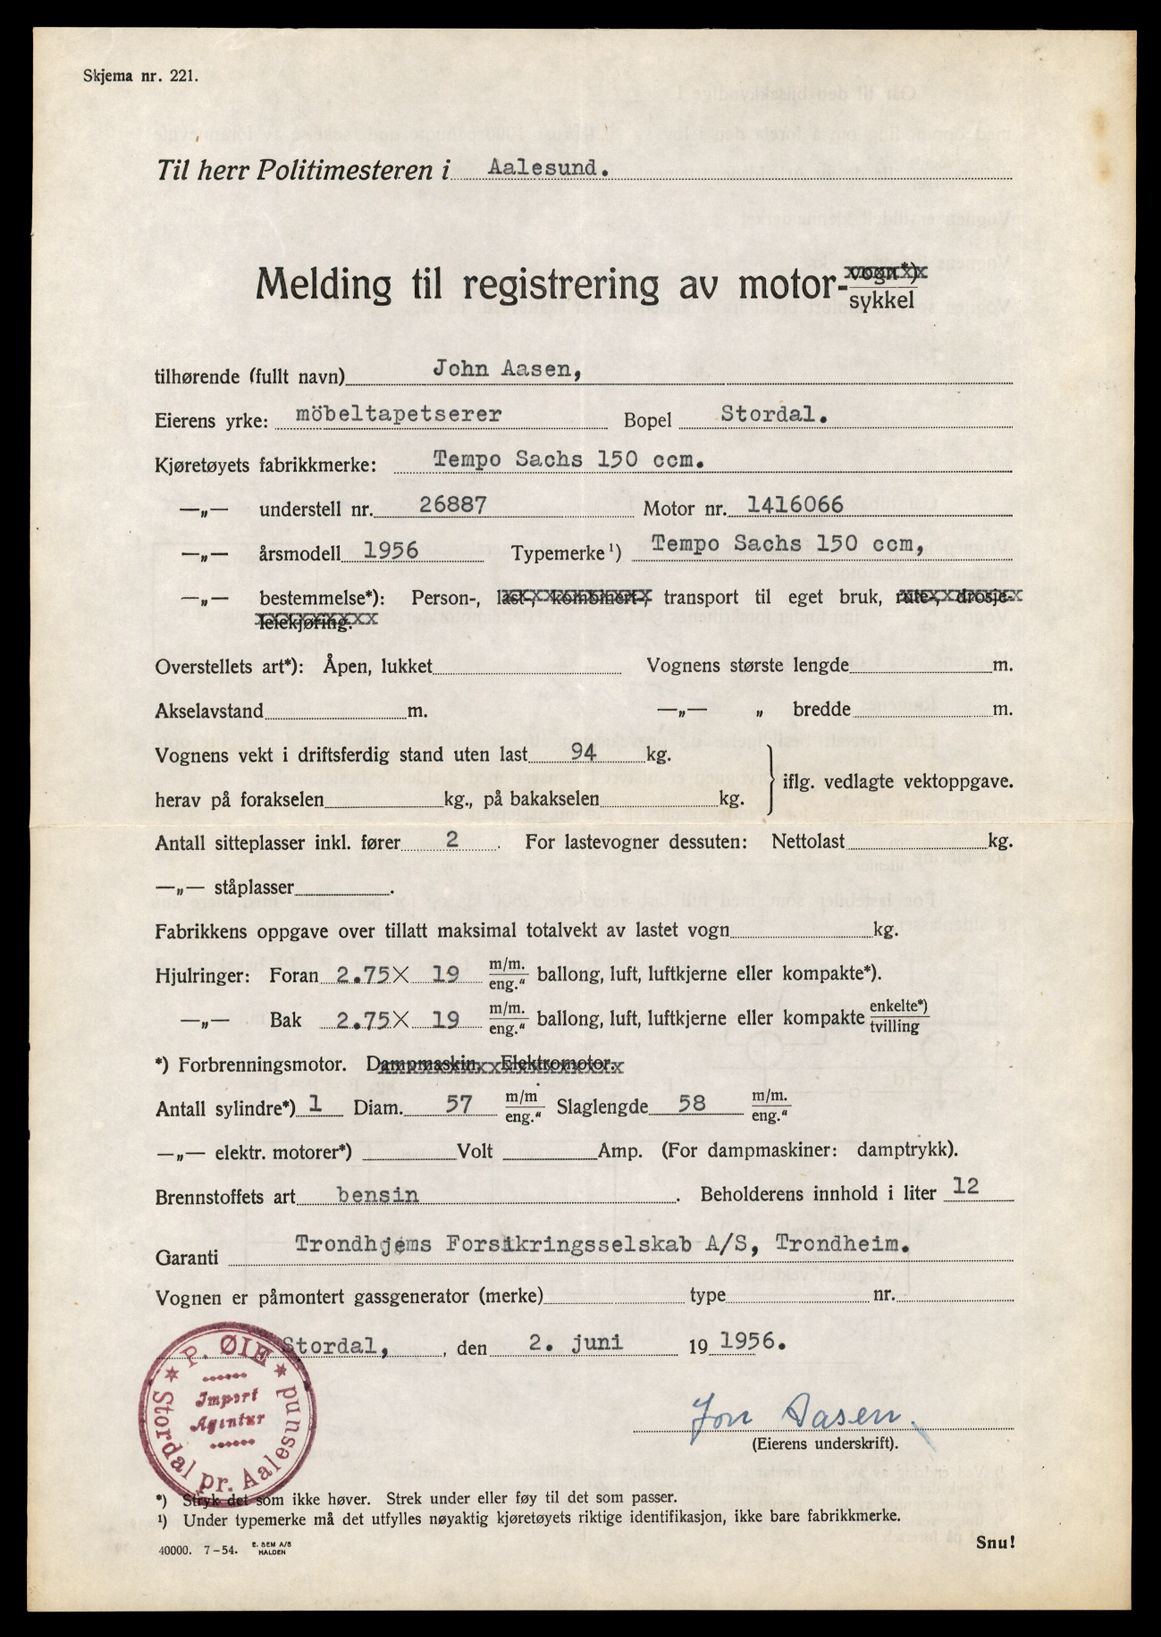 Skjema nr. 221.
Til herr Politimesteren i Aalesund.
Melding til registrering av motor- vogn*) sykkel
tilhørende (fullt navn) John Aasen,
Eierens yrke: möbeltapetserer Bopel Stordal.
Kjøretøyets fabrikkmerke: Tempo Sachs 150 ccm.
—„— understell nr. 26887 Motor nr. 1416066
—„— årsmodell 1956 Typemerke¹) Tempo Sachs 150 ccm,
—„— bestemmelse*): Person-, last-, kombinert-, transport til eget bruk, rute-, drosje-
leiekjøring.
Overstellets art*): Åpen, lukket Vognens største lengde m.
Akselavstand m. —„— „ bredde m.
Vognens vekt i driftsferdig stand uten last 94 kg.
iflg. vedlagte vektoppgave.
herav på forakselen kg., på bakakselen kg.
Antall sitteplasser inkl. fører 2 . For lastevogner dessuten: Nettolast kg.
—„— ståplasser .
Fabrikkens oppgave over tillatt maksimal totalvekt av lastet vogn kg.
Hjulringer: Foran 2.75X 19 m/m. eng." ballong, luft, luftkjerne eller kompakte*).
—„— Bak 2.75X 19 m/m. eng." ballong, luft, luftkjerne eller kompakte enkelte*) tvilling
*) Forbrenningsmotor. Dampmaskin. Elektromotor.
Antall sylindre*) 1 Diam. 57 m/m eng." Slaglengde 58 m/m. eng."
—„— elektr. motorer*) Volt Amp. (For dampmaskiner: damptrykk).
Brennstoffets art bensin . Beholderens innhold i liter 12
Garanti Trondhjems Forsikringsselskab A/S, Trondheim.
Vognen er påmontert gassgenerator (merke) type nr.
Stordal, , den 2. juni 19 1956.
P. ØIE
Import
Agentur
Stordal pr. Aalesund
Jon Aasen.
(Eierens underskrift).
*) Stryk det som ikke høver. Strek under eller føy til det som passer.
¹) Under typemerke må det utfylles nøyaktig kjøretøyets riktige identifikasjon, ikke bare fabrikkmerke.
40000. 7-54. E. SEM A/S HALDEN
Snu!